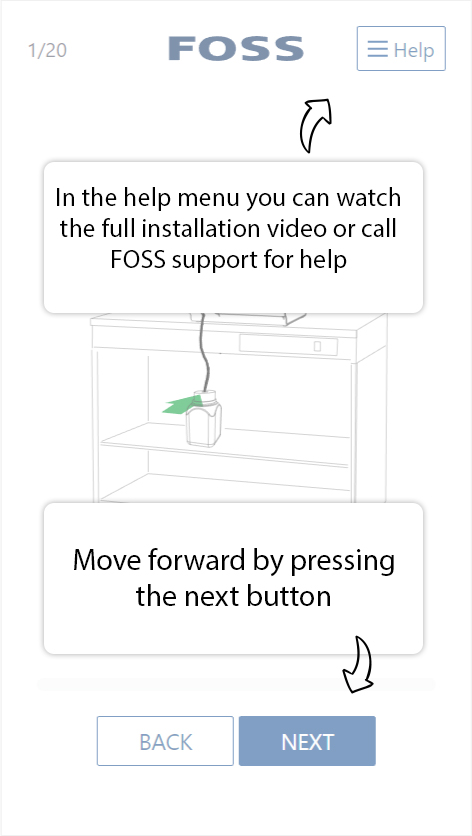 1/20
FOSS
Help
In the help menu you can watch
the full installation video or call
FOSS support for help
Move forward by pressing
the next button
BACK
NEXT